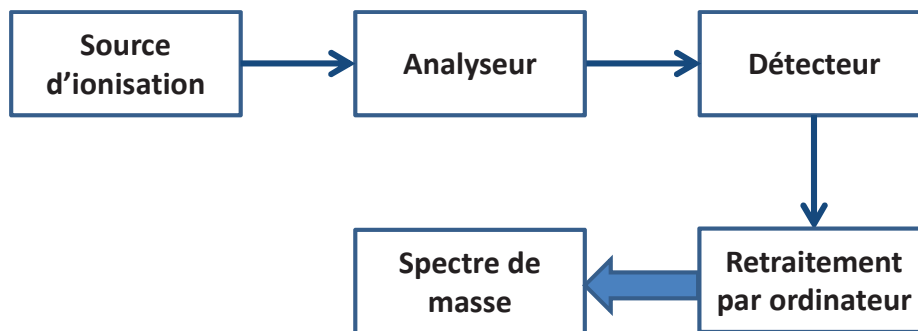 Source
d’ionisation
Analyseur
Détecteur
Retraitement
par ordinateur
Spectre de
masse